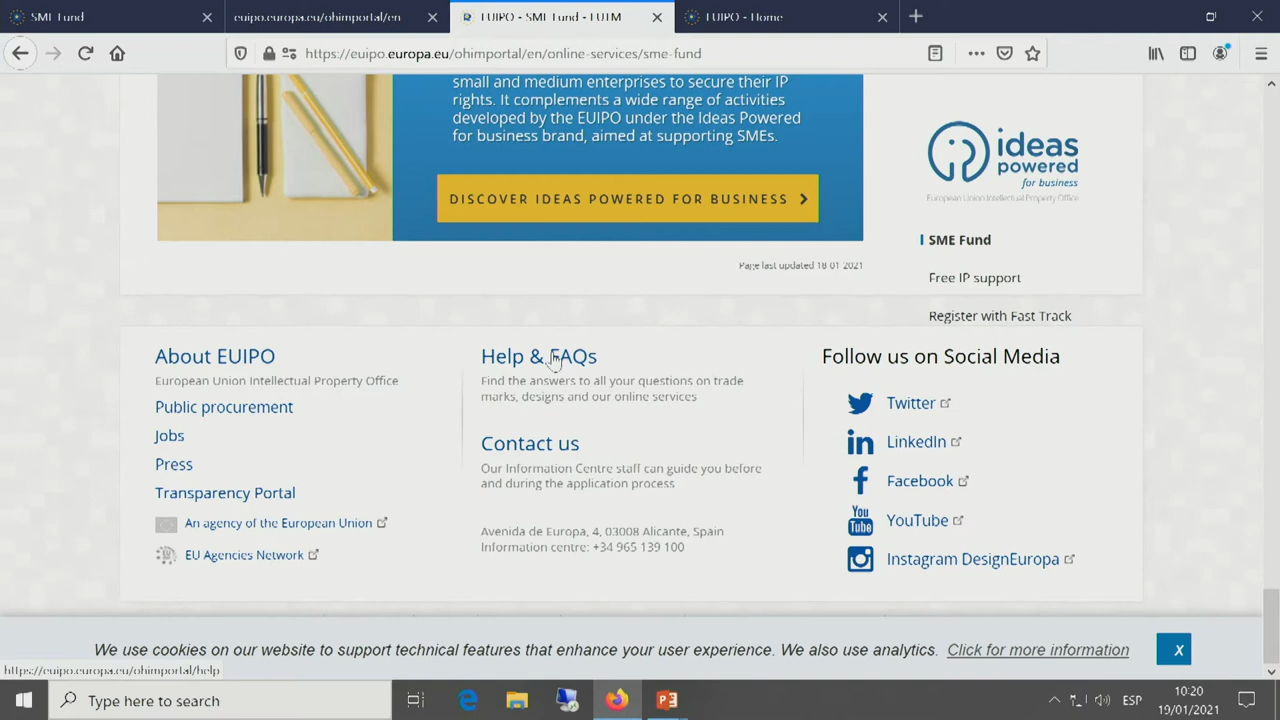 SME Fund
euipo.europa.eu/ohimportal/en
EUIPO - SME Fund - EUTM
EUIPO - Home
https://euipo.europa.eu/ohimportal/en/online-services/sme-fund
small and medium enterprises to secure their IP
rights. It complements a wide range of activities
developed by the EUIPO under the Ideas Powered
for business brand, aimed at supporting SMEs.
DISCOVER IDEAS POWERED FOR BUSINESS
Page last updated 18-01-2021
ideas
powered
for business
European Union Intellectual Property Office
SME Fund
Free IP support
Register with Fast Track
About EUIPO
European Union Intellectual Property Office
Public procurement
Jobs
Press
Transparency Portal
An agency of the European Union
EU Agencies Network
Help & FAQs
Find the answers to all your questions on trade
marks, designs and our online services
Contact us
Our Information Centre staff can guide you before
and during the application process
Avenida de Europa, 4, 03008 Alicante, Spain
Information centre: +34 965 139 100
Follow us on Social Media
Twitter
LinkedIn
Facebook
You
Tube
YouTube
Instagram DesignEuropa
We use cookies on our website to support technical features that enhance your user experience. We also use analytics. Click for more information
X
https://euipo.europa.eu/ohimportal/help
Type here to search
ESP
10:20
19/01/2021